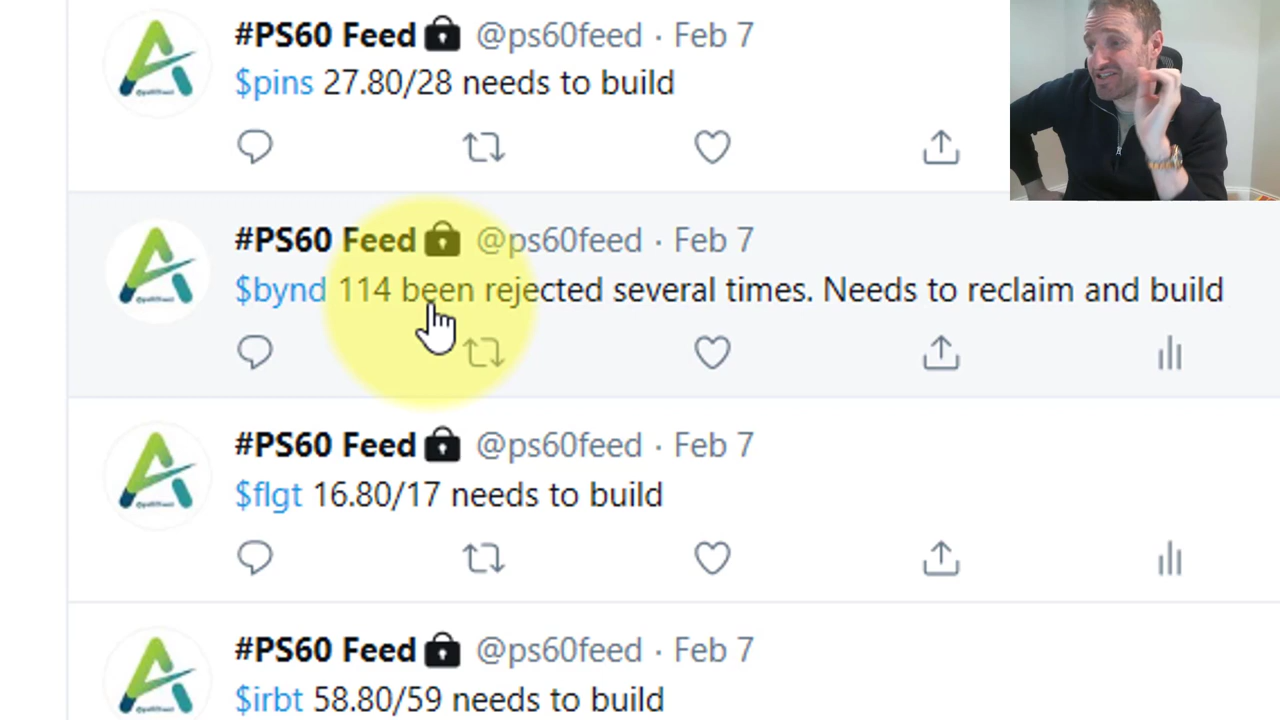 #PS60 Feed @ps60feed · Feb 7
$pins 27.80/28 needs to build
#PS60 Feed @ps60feed · Feb 7
$bynd 114 been rejected several times. Needs to reclaim and build
#PS60 Feed @ps60feed · Feb 7
$flgt 16.80/17 needs to build
#PS60 Feed @ps60feed · Feb 7
$irbt 58.80/59 needs to build